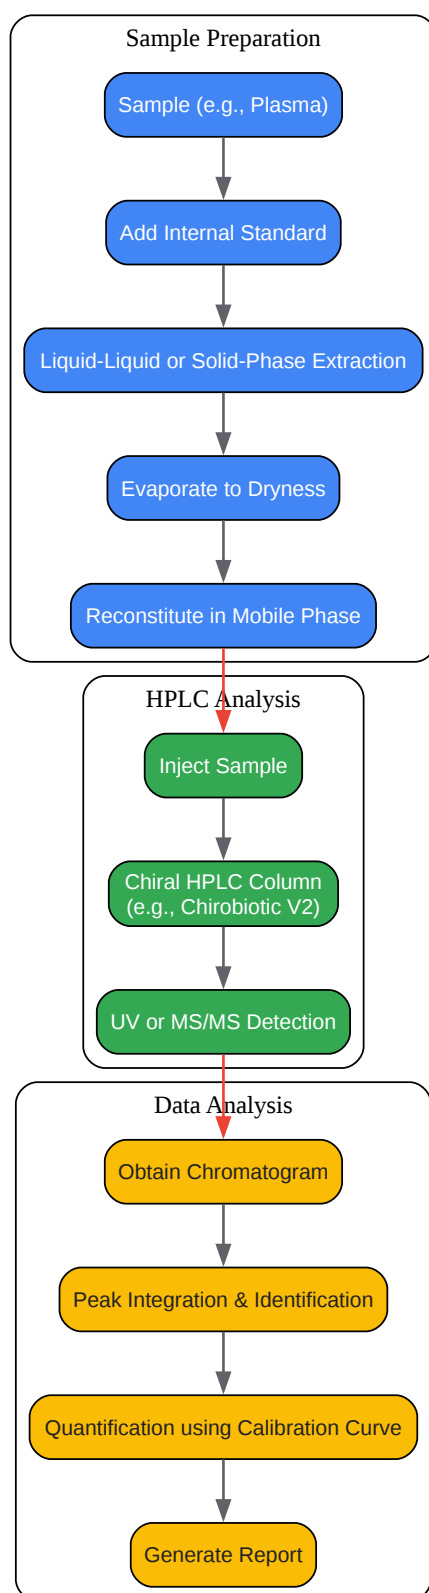 Sample Preparation
Sample (e.g., Plasma)
Add Internal Standard
Liquid-Liquid or Solid-Phase Extraction
Evaporate to Dryness
Reconstitute in Mobile Phase
HPLC Analysis
Inject Sample
Chiral HPLC Column
(e.g., Chirobiotic V2)
UV or MS/MS Detection
Data Analysis
Obtain Chromatogram
Peak Integration & Identification
Quantification using Calibration Curve
Generate Report